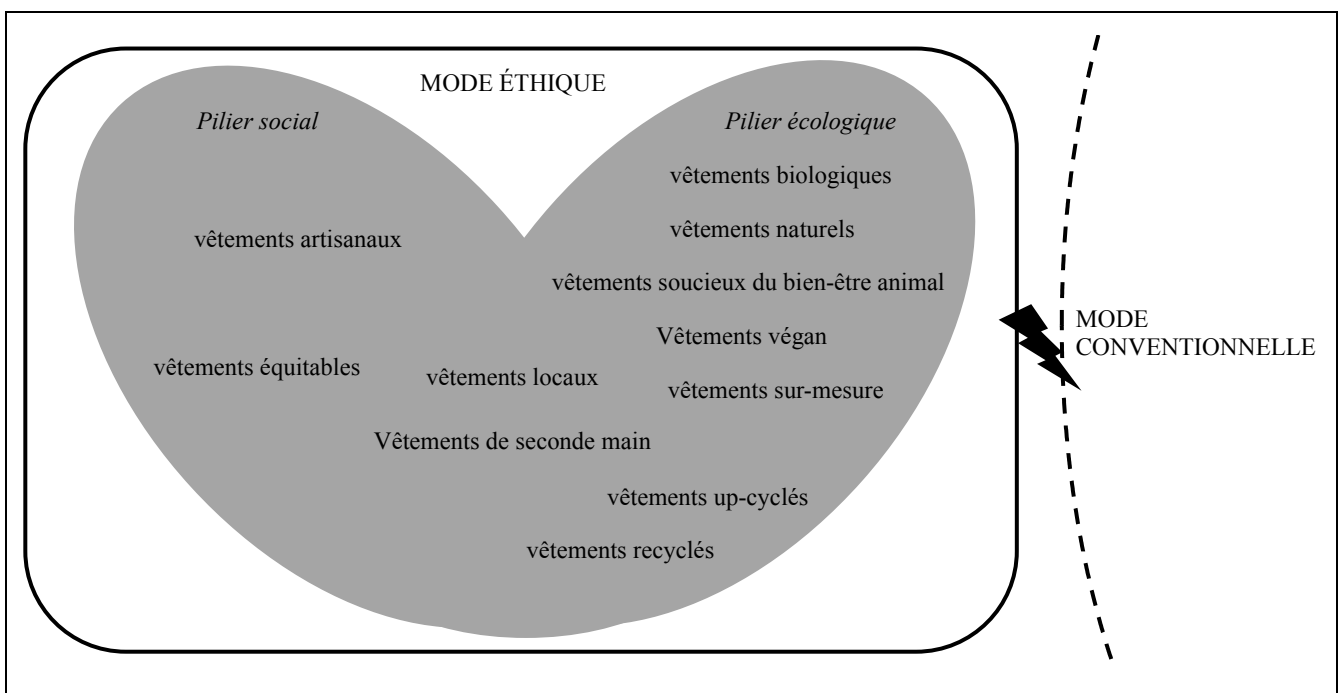 MODE ÉTHIQUE
Pilier social
Pilier écologique
vêtements biologiques
vêtements naturels
vêtements artisanaux
vêtements soucieux du bien-être animal
MODE
CONVENTIONNELLE
Vêtements végan
vêtements équitables
vêtements locaux
vêtements sur-mesure
Vêtements de seconde main
vêtements up-cyclés
vêtements recyclés